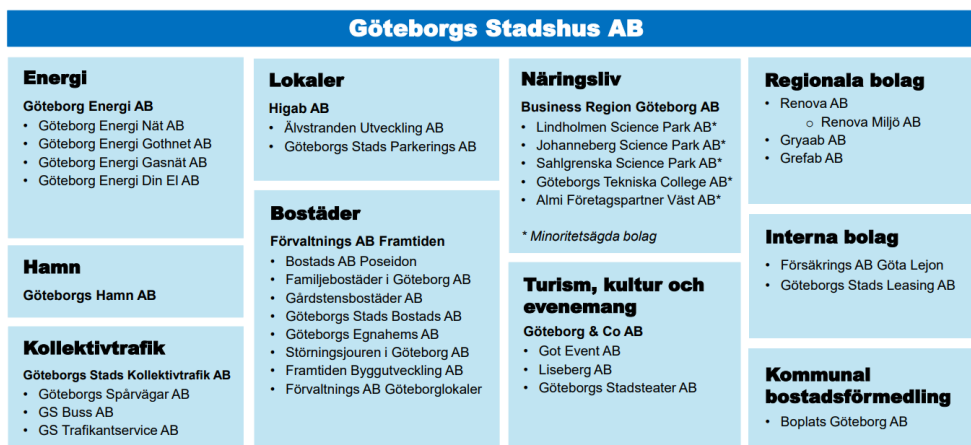 Göteborgs Stadshus AB
Energi
Göteborg Energi AB
• Göteborg Energi Nät AB
• Göteborg Energi Gothnet AB
• Göteborg Energi Gasnät AB
• Göteborg Energi Din El AB
Hamn
Göteborgs Hamn AB
Kollektivtrafik
Göteborgs Stads Kollektivtrafik AB
• Göteborgs Spårvägar AB
• GS Buss AB
• GS Trafikantservice AB
Lokaler
Higab AB
• Älvstranden Utveckling AB
• Göteborgs Stads Parkerings AB
Bostäder
Förvaltnings AB Framtiden
• Bostads AB Poseidon
• Familjebostäder i Göteborg AB
• Gårdstensbostäder AB
• Göteborgs Stads Bostads AB
• Göteborgs Egnahems AB
• Störningsjouren i Göteborg AB
• Framtiden Byggutveckling AB
• Förvaltnings AB Göteborglokaler
Näringsliv
Business Region Göteborg AB
• Lindholmen Science Park AB*
• Johanneberg Science Park AB*
• Sahlgrenska Science Park AB*
• Göteborgs Tekniska College AB*
• Almi Företagspartner Väst AB*
* Minoritetsägda bolag
Turism, kultur och
evenemang
Göteborg & Co AB
• Got Event AB
• Liseberg AB
• Göteborgs Stadsteater AB
Regionala bolag
• Renova AB
o Renova Miljö AB
• Gryaab AB
• Grefab AB
Interna bolag
• Försäkrings AB Göta Lejon
• Göteborgs Stads Leasing AB
Kommunal
bostadsförmedling
• Boplats Göteborg AB